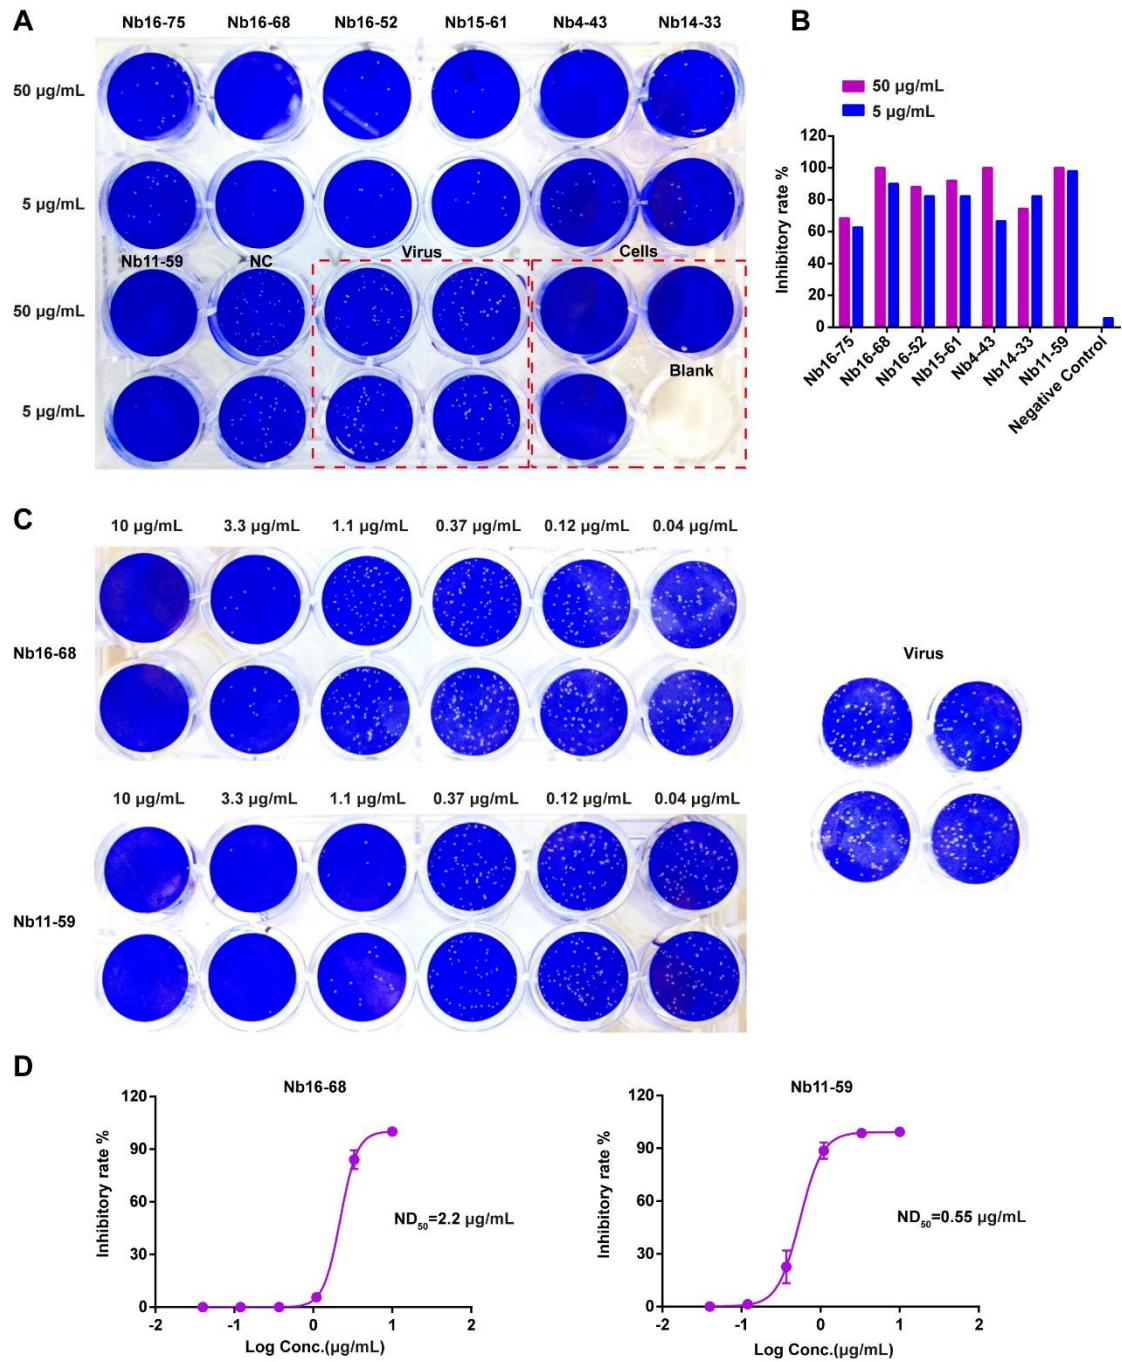 A
Nb16-75 Nb16-68 Nb16-52 Nb15-61 Nb4-43 Nb14-33
50 µg/mL
5 µg/mL
Nb11-59 NC Virus Cells
50 µg/mL
Blank
5 µg/mL
B
50 µg/mL
5 µg/mL
Inhibitory rate %
120
100
80
60
40
20
0
Nb16-75 Nb16-68 Nb16-52 Nb15-61 Nb4-43 Nb14-33 Nb11-59 Negative Control
C
10 µg/mL 3.3 µg/mL 1.1 µg/mL 0.37 µg/mL 0.12 µg/mL 0.04 µg/mL
Nb16-68
Virus
10 µg/mL 3.3 µg/mL 1.1 µg/mL 0.37 µg/mL 0.12 µg/mL 0.04 µg/mL
Nb11-59
D
Nb16-68
Inhibitory rate %
120
90
60
30
0
ND50=2.2 µg/mL
-2 -1 0 1 2
Log Conc.(µg/mL)
Nb11-59
Inhibitory rate %
120
90
60
30
0
ND50=0.55 µg/mL
-2 -1 0 1 2
Log Conc.(µg/mL)